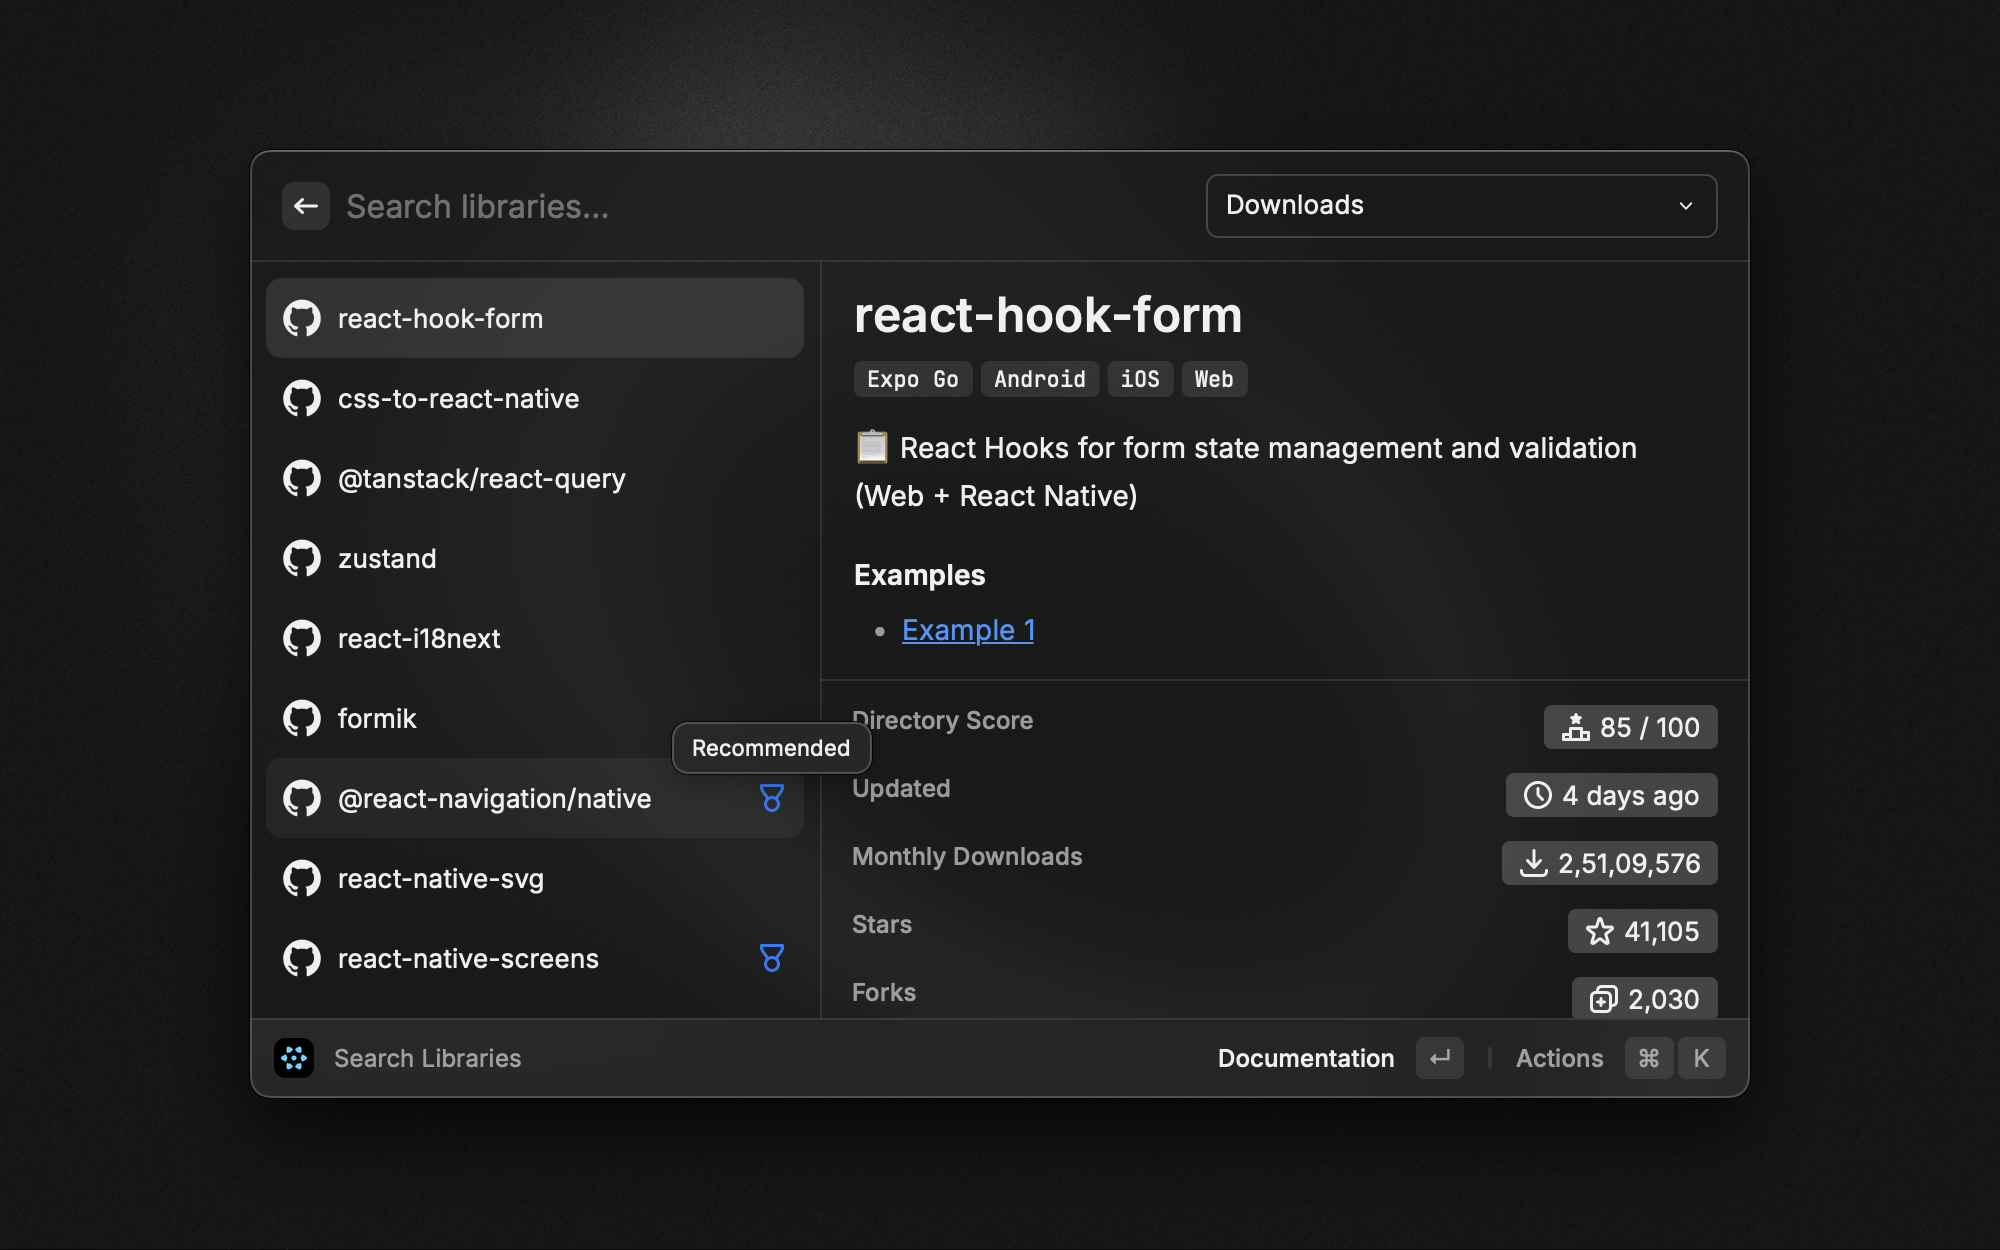 Search libraries...
Downloads
react-hook-form
css-to-react-native
@tanstack/react-query
zustand
react-i18next
formik
Recommended
@react-navigation/native
react-native-svg
react-native-screens
react-hook-form
Expo Go Android iOS Web
📋 React Hooks for form state management and validation
(Web + React Native)
Examples
• Example 1
Directory Score 85 / 100
Updated 4 days ago
Monthly Downloads 2,51,09,576
Stars 41,105
Forks 2,030
Search Libraries
Documentation ↵ | Actions ⌘ K